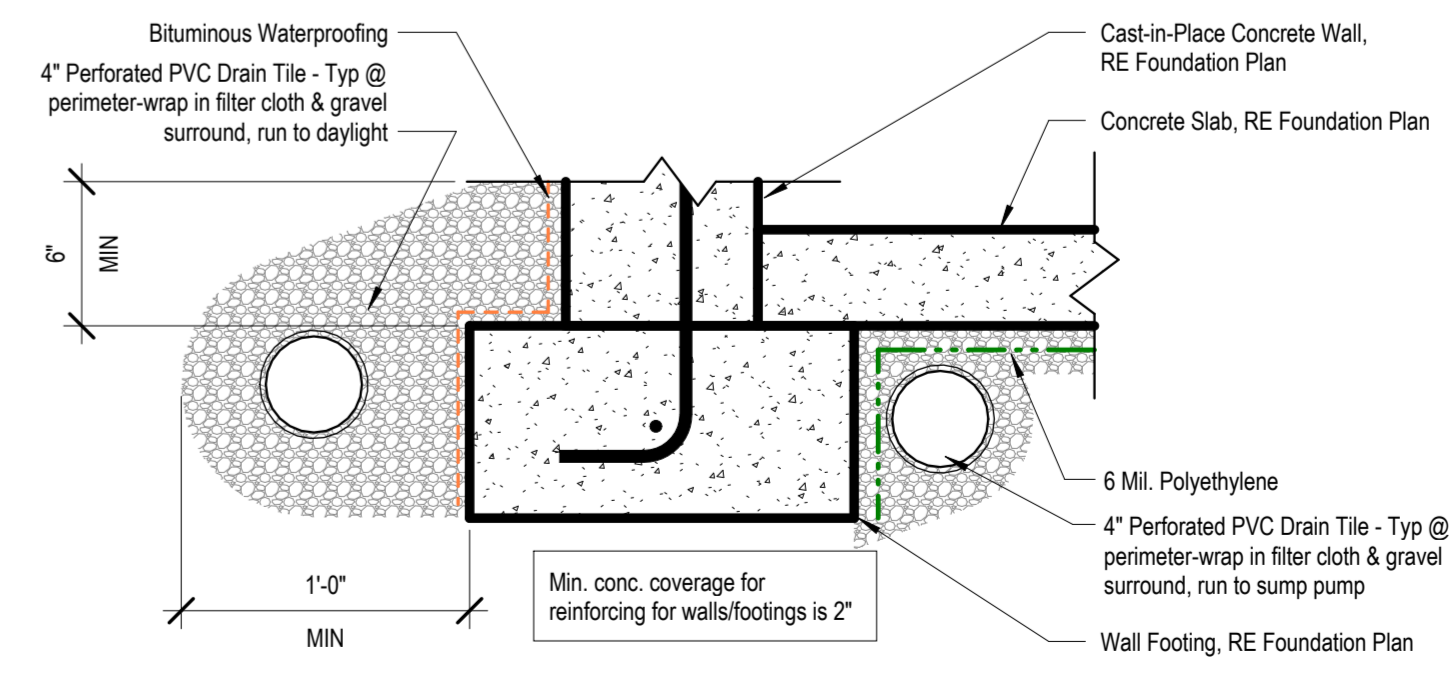 Bituminous Waterproofing
4" Perforated PVC Drain Tile - Typ @
perimeter-wrap in filter cloth & gravel
surround, run to daylight
Cast-in-Place Concrete Wall,
RE Foundation Plan
Concrete Slab, RE Foundation Plan
6"
MIN
6 Mil. Polyethylene
4" Perforated PVC Drain Tile - Typ @
perimeter-wrap in filter cloth & gravel
surround, run to sump pump
1'-0"
MIN
Min. conc. coverage for
reinforcing for walls/footings is 2"
Wall Footing, RE Foundation Plan